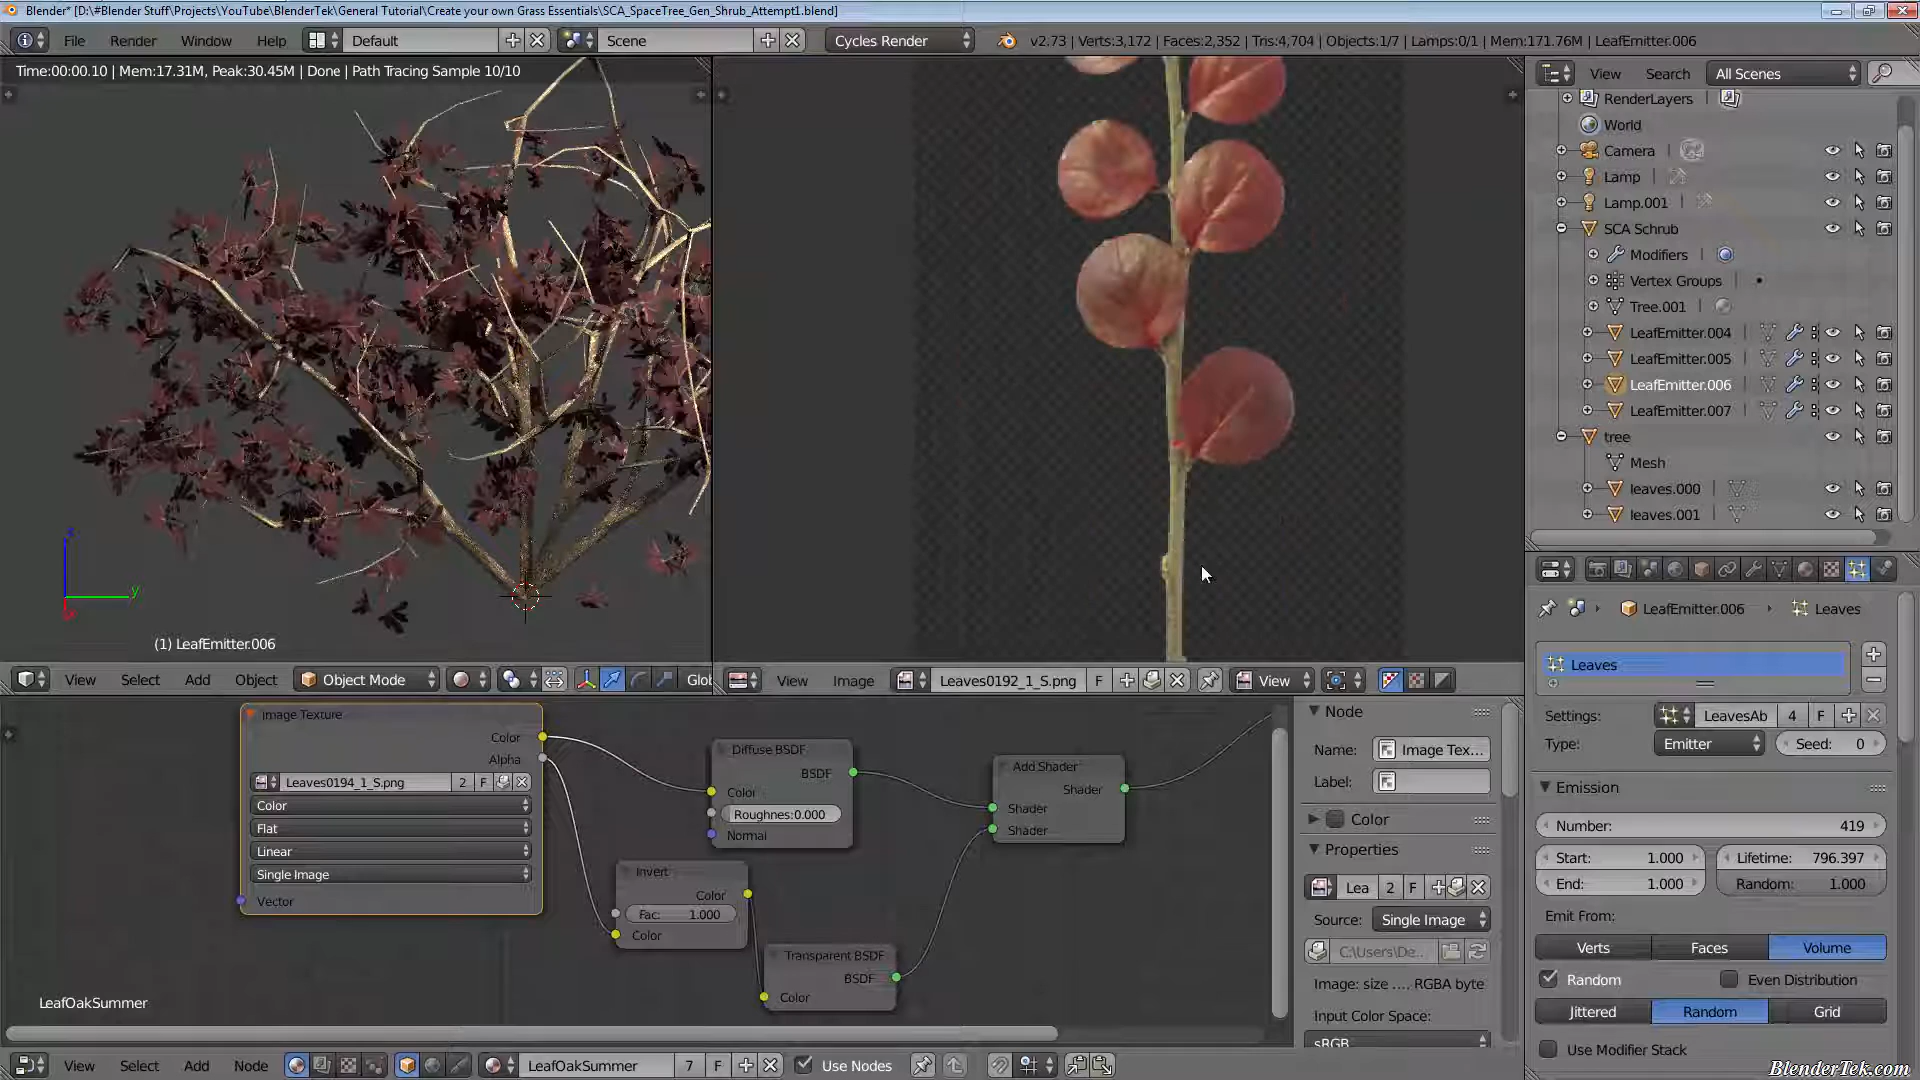 Blender* [D:\#Blender Stuff\Projects\YouTube\BlenderTek\General Tutorial\Create your own Grass Essentials\SCA_SpaceTree_Gen_Shrub_Attempt1.blend]
File Render Window Help Default Scene Cycles Render v2.73 | Verts:3,172 | Faces:2,352 | Tris:4,704 | Objects:1/7 | Lamps:0/1 | Mem:171.76M | LeafEmitter.006
Time:00:00.10 | Mem:17.31M, Peak:30.45M | Done | Path Tracing Sample 10/10
View Search All Scenes
RenderLayers
World
Camera
Lamp
Lamp.001
SCA Schrub
Modifiers
Vertex Groups
Tree.001
LeafEmitter.004
LeafEmitter.005
LeafEmitter.006
LeafEmitter.007
tree
Mesh
leaves.000
leaves.001
y
(1) LeafEmitter.006
View Select Add Object Object Mode Glob
View Image Leaves0192_1_S.png F View
LeafEmitter.006 Leaves
Leaves
Settings: LeavesAb 4 F
Type: Emitter Seed: 0
Emission
Number: 419
Start: 1.000 Lifetime: 796.397
End: 1.000 Random: 1.000
Emit From:
Verts Faces Volume
Random Even Distribution
Jittered Random Grid
Use Modifier Stack
Image Texture
Color
Alpha
Leaves0194_1_S.png 2 F
Color
Flat
Linear
Single Image
Vector
Diffuse BSDF
BSDF
Color
Roughnes:0.000
Normal
Invert
Color
Fac: 1.000
Color
Transparent BSDF
BSDF
Color
Add Shader
Shader
Shader
Shader
LeafOakSummer
Node
Name: Image Tex...
Label:
Color
Properties
Lea 2 F
Source: Single Image
C:\Users\De...
Image: size .... RGBA byte
Input Color Space:
sRGB
View Select Add Node LeafOakSummer 7 F Use Nodes
BlenderTek.com